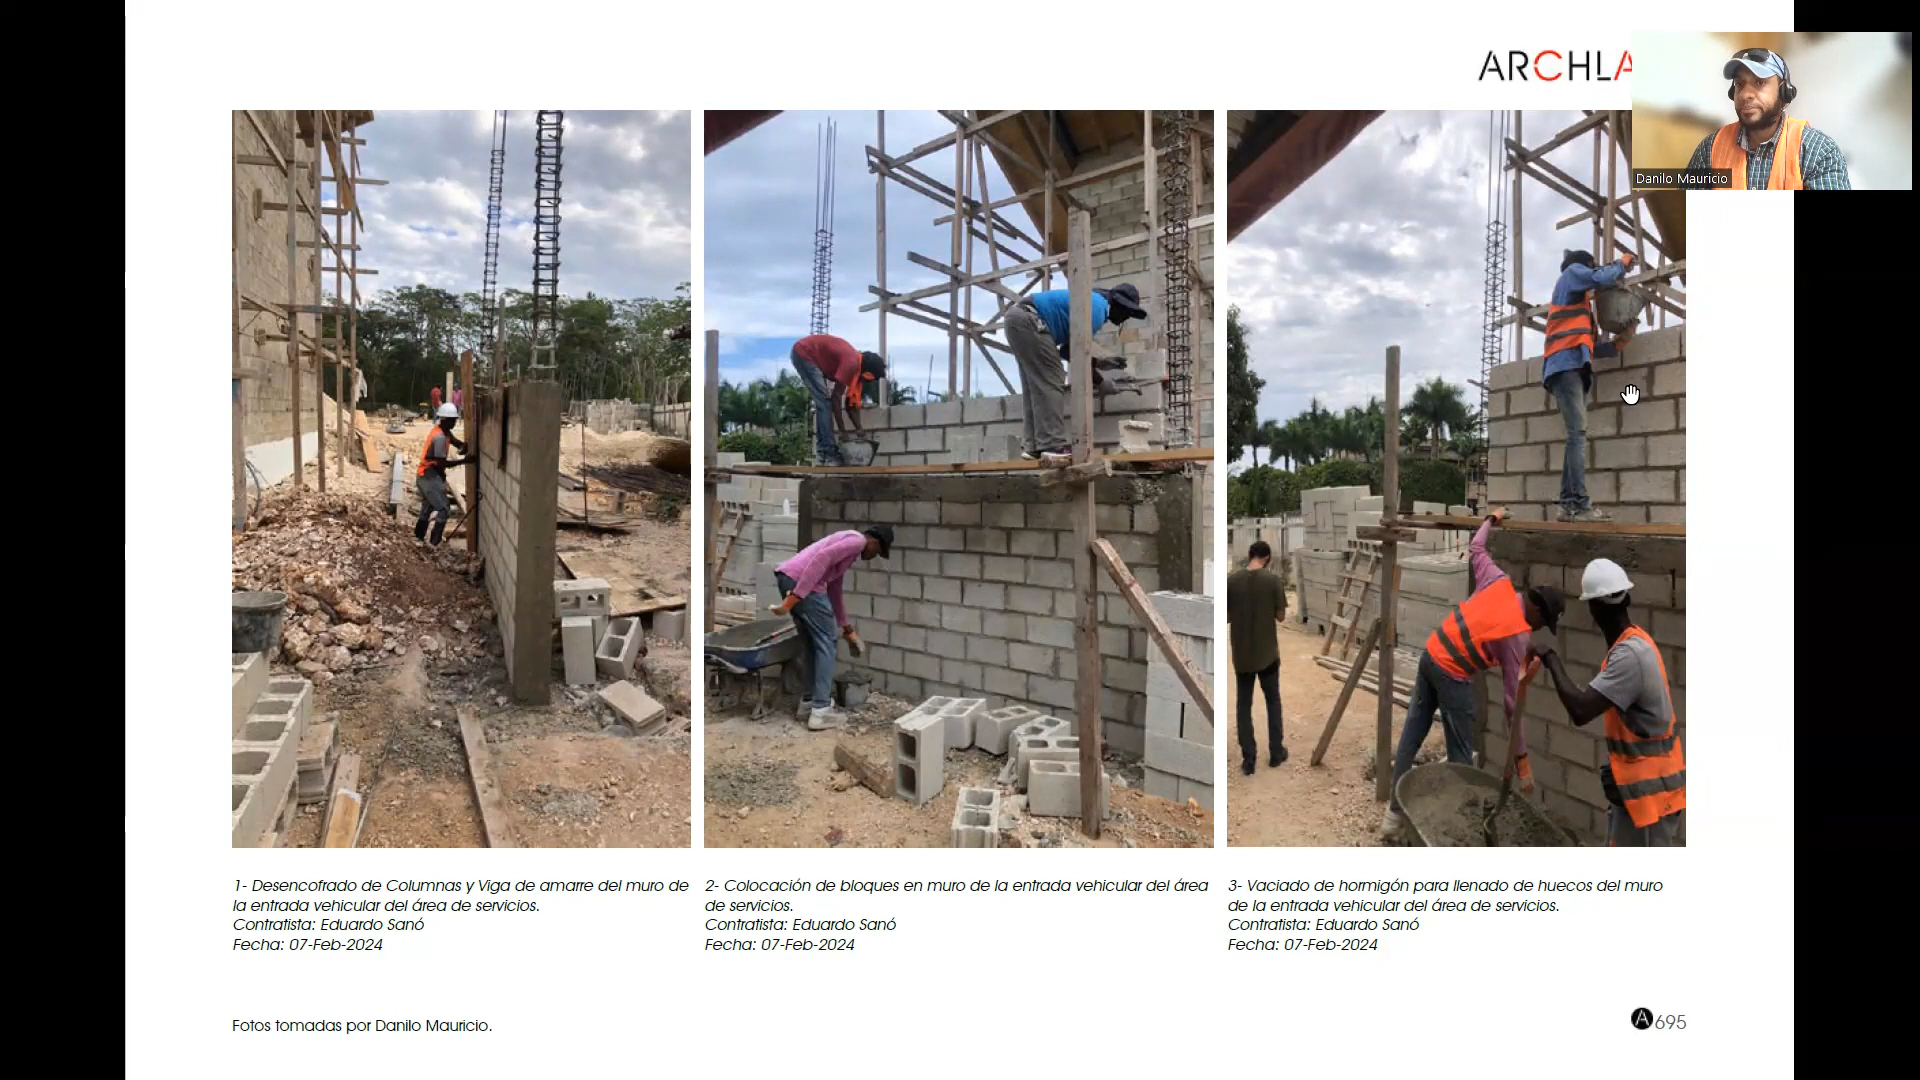 ARCHLA
Danilo Mauricio
1- Desencofrado de Columnas y Viga de amarre del muro de
la entrada vehicular del área de servicios.
Contratista: Eduardo Sanó
Fecha: 07-Feb-2024
2- Colocación de bloques en muro de la entrada vehicular del área
de servicios.
Contratista: Eduardo Sanó
Fecha: 07-Feb-2024
3- Vaciado de hormigón para llenado de huecos del muro
de la entrada vehicular del área de servicios.
Contratista: Eduardo Sanó
Fecha: 07-Feb-2024
Fotos tomadas por Danilo Mauricio.
A 695